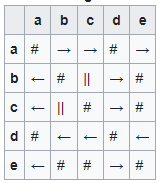 a b c d e
a # → → # →
b ← # || → #
c ← || # → #
d # ← ← # ←
e ← # # → #